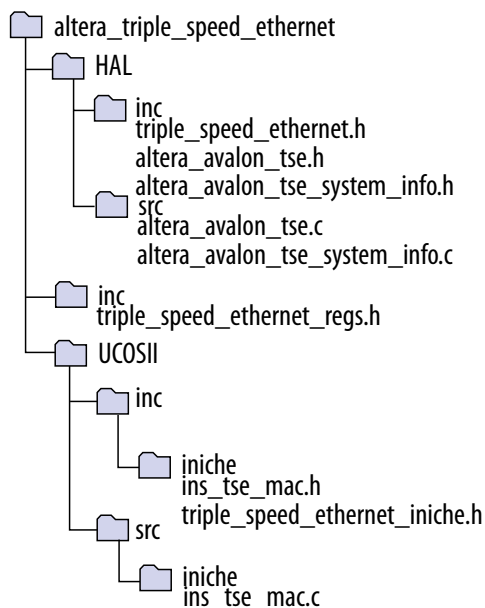 altera_triple_speed_ethernet
HAL
inc
triple_speed_ethernet.h
altera_avalon_tse.h
altera_avalon_tse_system_info.h
src
altera_avalon_tse.c
altera_avalon_tse_system_info.c
inc
triple_speed_ethernet_regs.h
UCOSII
inc
iniche
ins_tse_mac.h
triple_speed_ethernet_iniche.h
src
iniche
ins_tse_mac.c